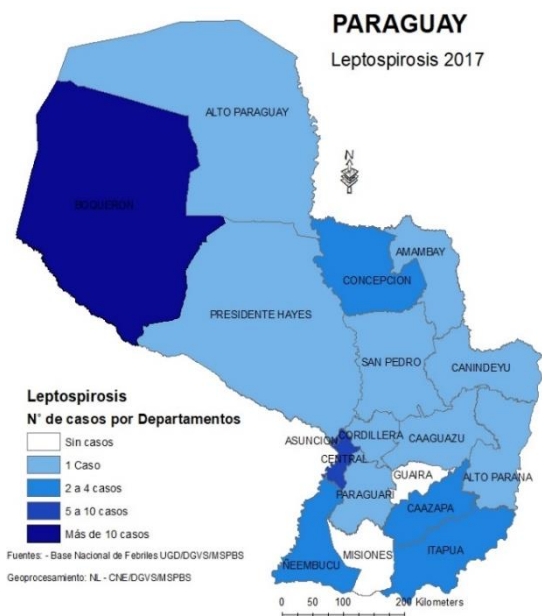 PARAGUAY
Leptospirosis 2017
N
ALTO PARAGUAY
BOQUERON
AMAMBAY
CONCEPCION
PRESIDENTE HAYES
SAN PEDRO
CANINDEYU
Leptospirosis
N° de casos por Departamentos
Sin casos
1 Caso
2 a 4 casos
5 a 10 casos
Más de 10 casos
ASUNCION
CORDILLERA
CENTRAL
CAAGUAZU
GUAIRA
ALTO PARANA
PARAGUARI
CAAZAPA
ÑEEMBUCU
MISIONES
ITAPUA
Fuentes: - Base Nacional de Febriles UGD/DGVS/MSPBS
Geoprocesamiento: NL - CNE/DGVS/MSPBS
0 50 100 200 Kilometers